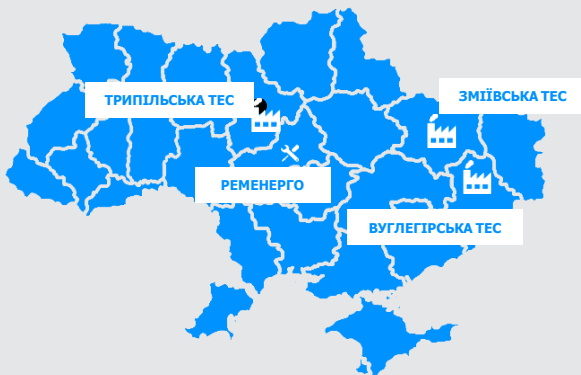 ЗМІЇВСЬКА ТЕС
ТРИПІЛЬСЬКА ТЕС
РЕМЕНЕРГО
ВУГЛЕГІРСЬКА ТЕС